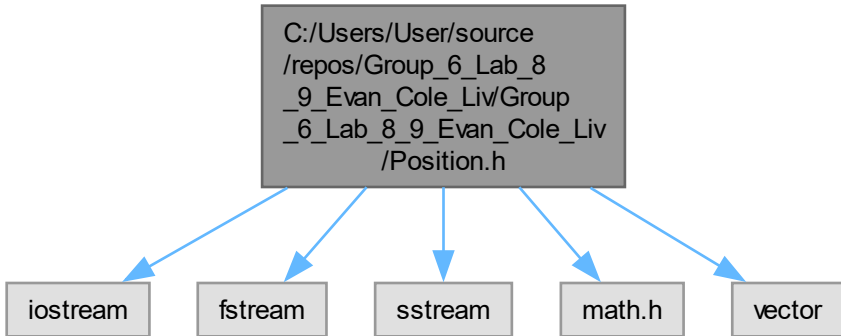 C:/Users/User/source
/repos/Group_6_Lab_8
_9_Evan_Cole_Liv/Group
_6_Lab_8_9_Evan_Cole_Liv
/Position.h
iostream
fstream
sstream
math.h
vector